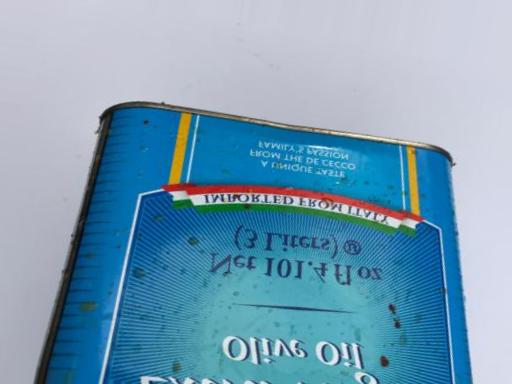 Extra
Olive Oil
Net 101.4 fl oz
(3 Liters)
IMPORTED FROM ITALY
A UNIQUE TASTE
FROM THE DE CECCO
FAMILY'S PASSION